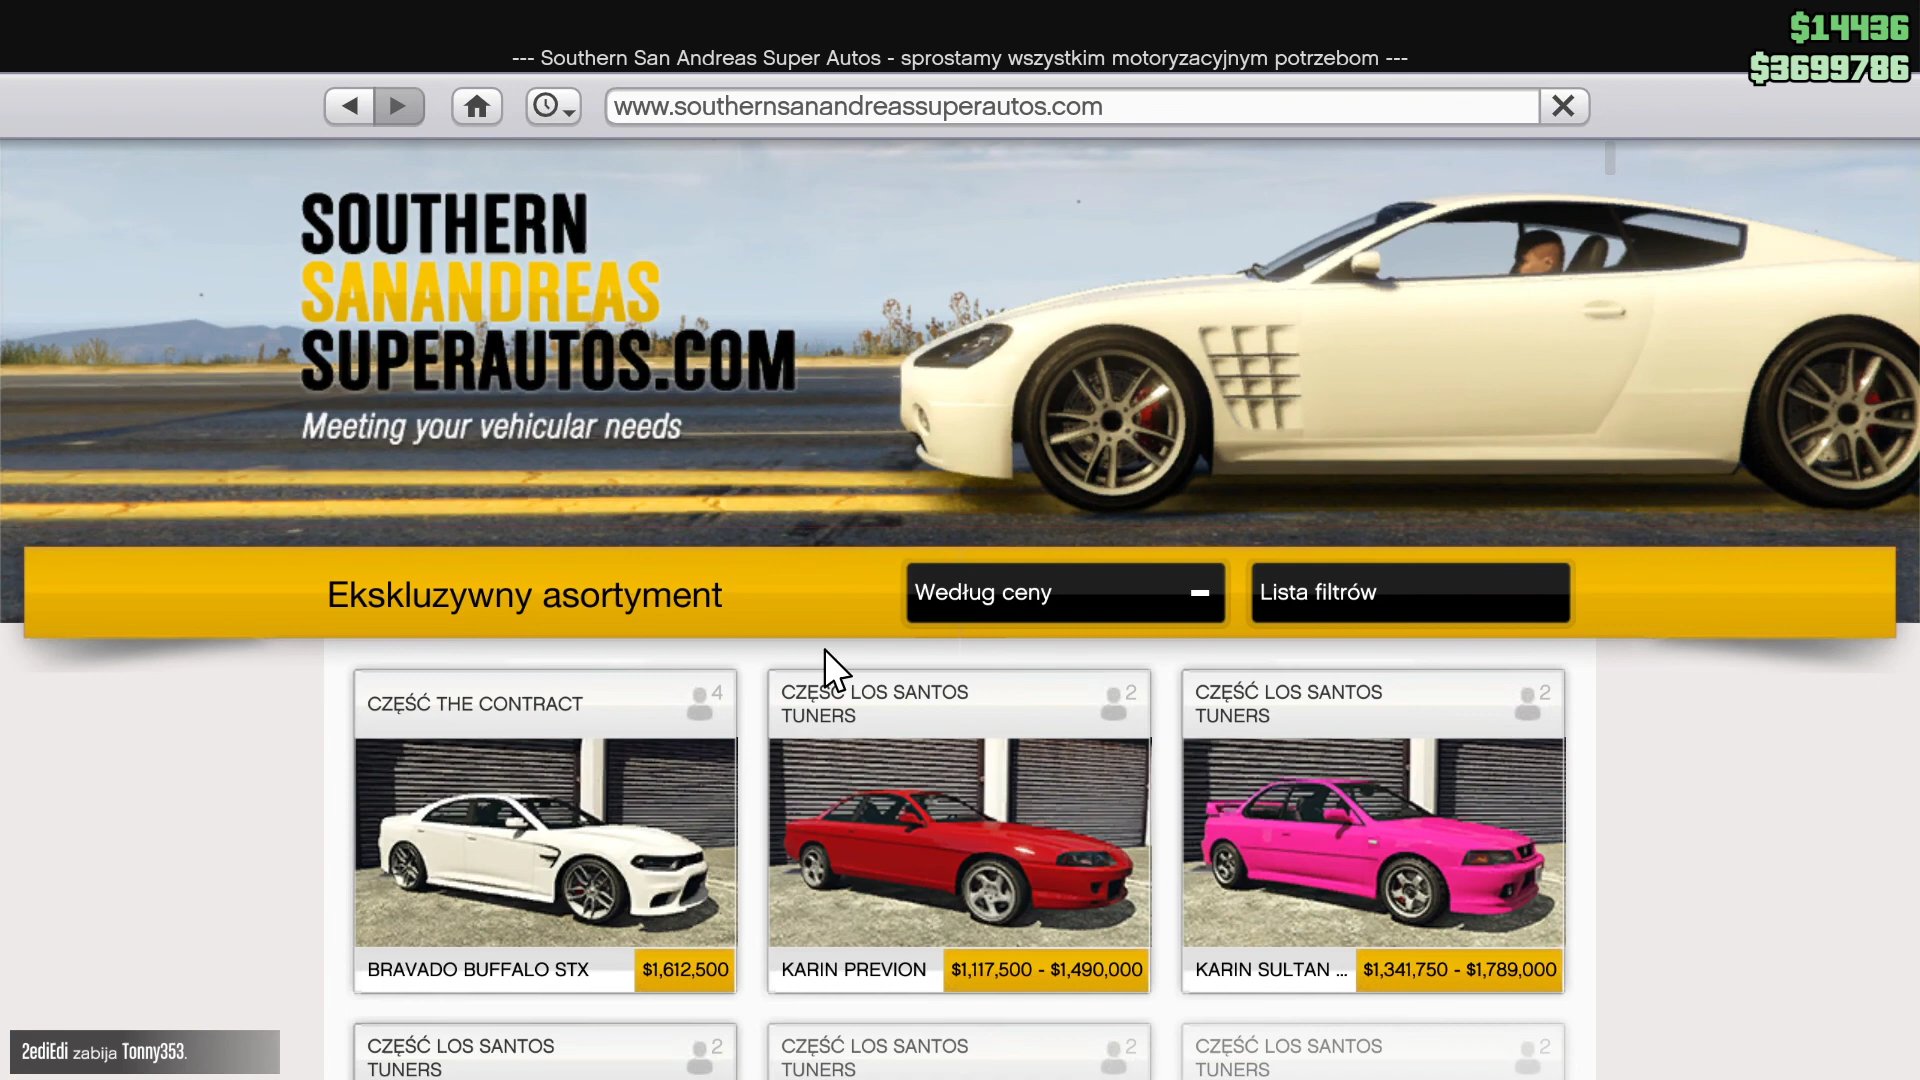 --- Southern San Andreas Super Autos - sprostamy wszystkim motoryzacyjnym potrzebom ---
$14436
$3699786
www.southernsanandreassuperautos.com
SOUTHERN
SANANDREAS
SUPERAUTOS.COM
Meeting your vehicular needs
Ekskluzywny asortyment
Według ceny
Lista filtrów
CZĘŚĆ THE CONTRACT
4
CZĘŚĆ LOS SANTOS
TUNERS
2
CZĘŚĆ LOS SANTOS
TUNERS
2
BRAVADO BUFFALO STX
$1,612,500
KARIN PREVION
$1,117,500 - $1,490,000
KARIN SULTAN ...
$1,341,750 - $1,789,000
CZĘŚĆ LOS SANTOS
TUNERS
2
CZĘŚĆ LOS SANTOS
TUNERS
2
CZĘŚĆ LOS SANTOS
TUNERS
2
2ediEdi zabija Tonny353.